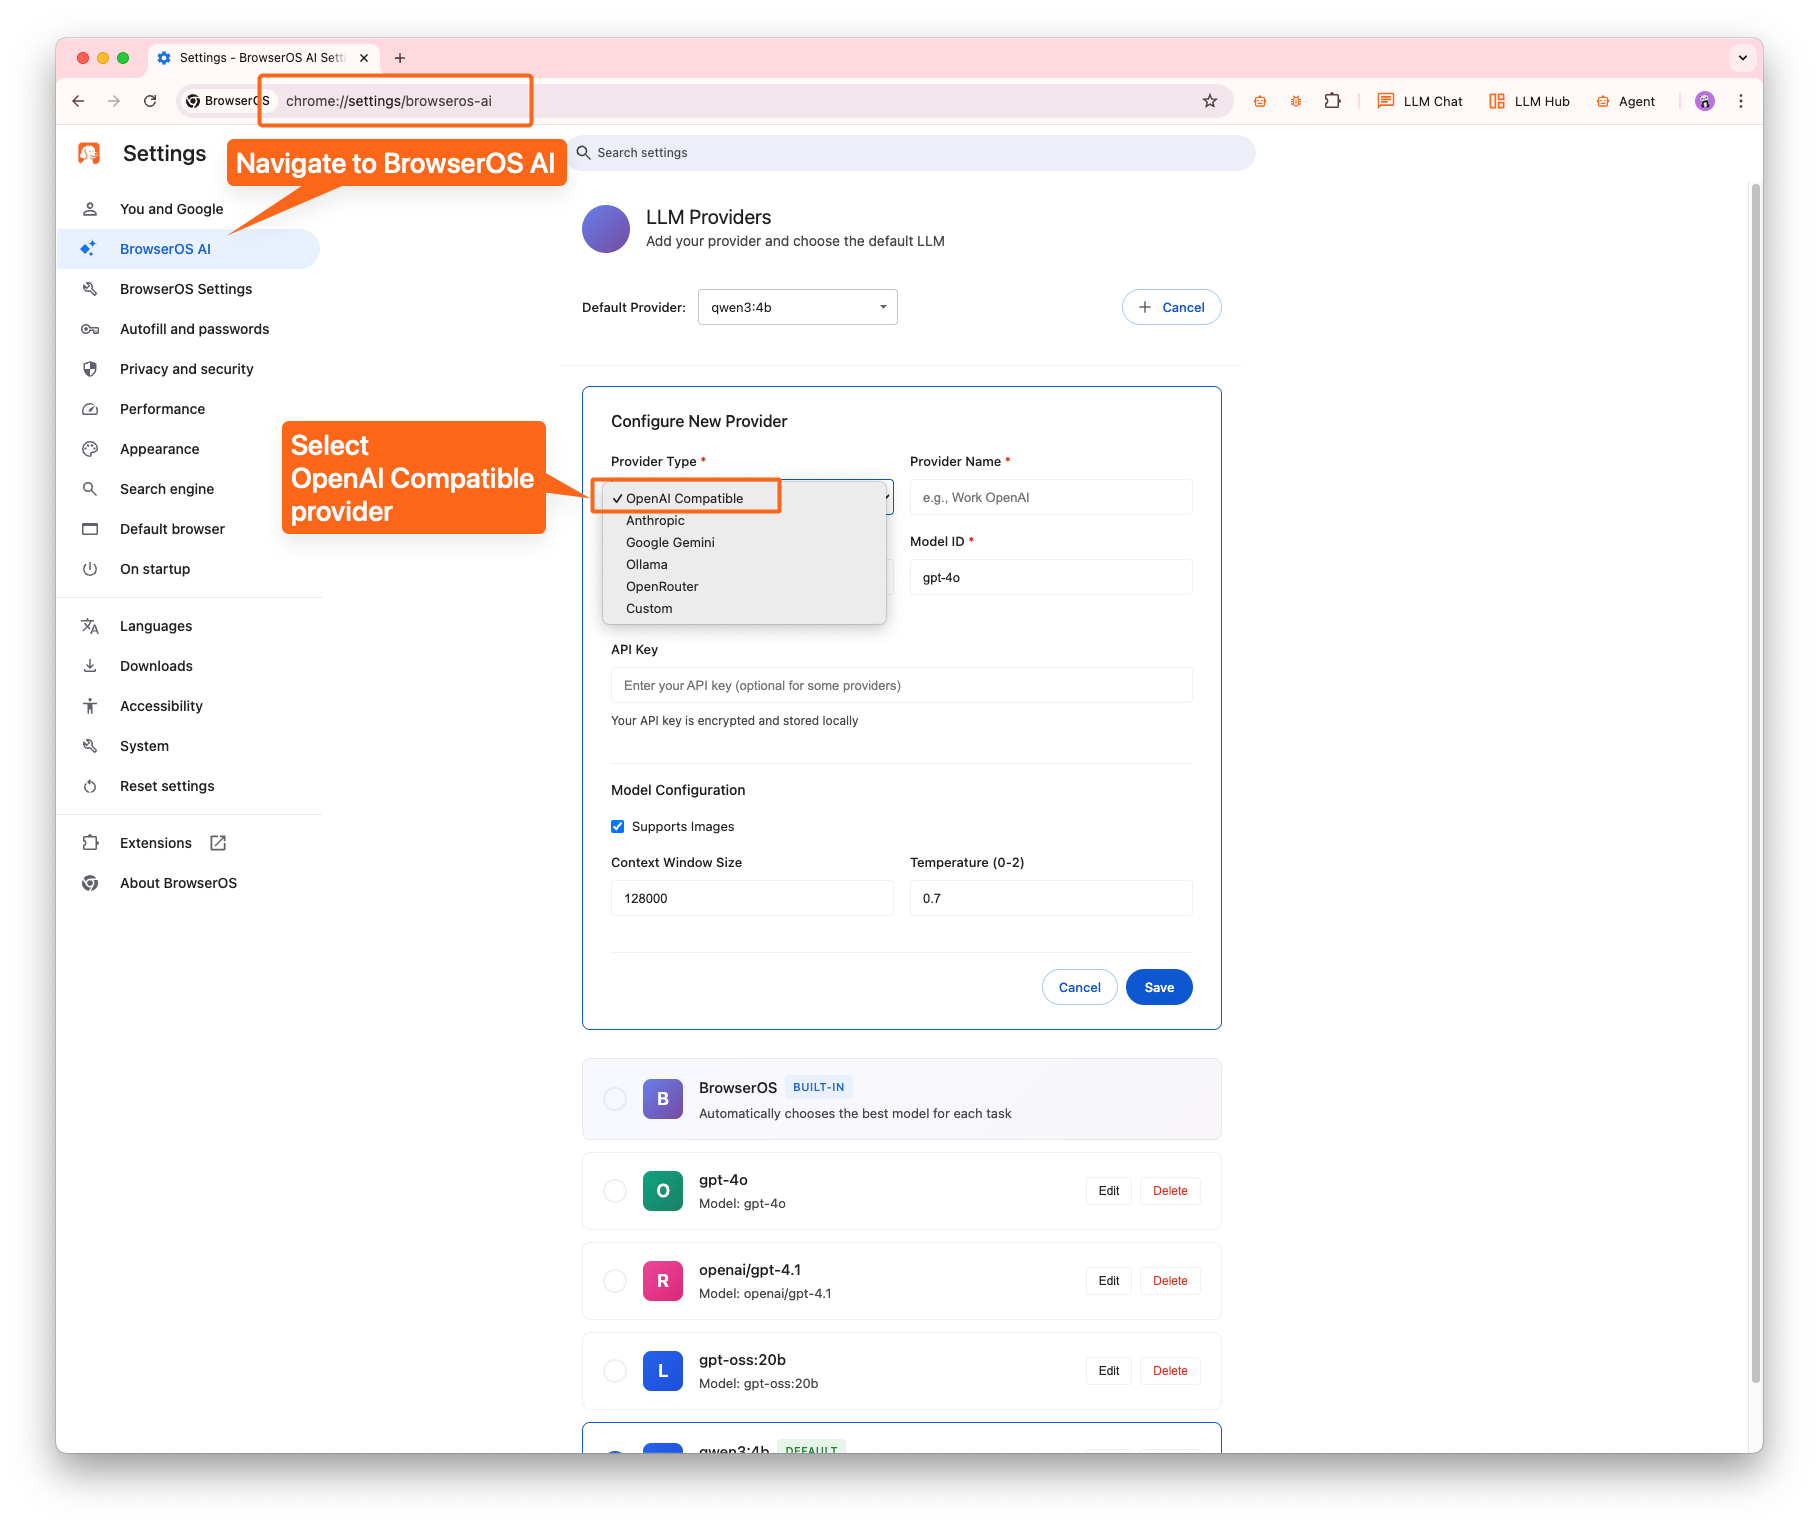 Settings - BrowserOS AI Setti
BrowserOS
chrome://settings/browseros-ai
LLM Chat
LLM Hub
Agent
Settings
Navigate to BrowserOS AI
Search settings
You and Google
BrowserOS AI
BrowserOS Settings
Autofill and passwords
Privacy and security
Performance
Appearance
Search engine
Default browser
On startup
Languages
Downloads
Accessibility
System
Reset settings
Extensions
About BrowserOS
LLM Providers
Add your provider and choose the default LLM
Default Provider:
qwen3:4b
Cancel
Configure New Provider
Select
OpenAI Compatible
provider
Provider Type *
Provider Name *
OpenAI Compatible
Anthropic
Google Gemini
Ollama
OpenRouter
Custom
e.g., Work OpenAI
Model ID *
gpt-4o
API Key
Enter your API key (optional for some providers)
Your API key is encrypted and stored locally
Model Configuration
Supports Images
Context Window Size
Temperature (0-2)
128000
0.7
Cancel
Save
B
BrowserOS
BUILT-IN
Automatically chooses the best model for each task
O
gpt-4o
Model: gpt-4o
Edit
Delete
R
openai/gpt-4.1
Model: openai/gpt-4.1
Edit
Delete
L
gpt-oss:20b
Model: gpt-oss:20b
Edit
Delete
qwen3:4b
DEFAULT